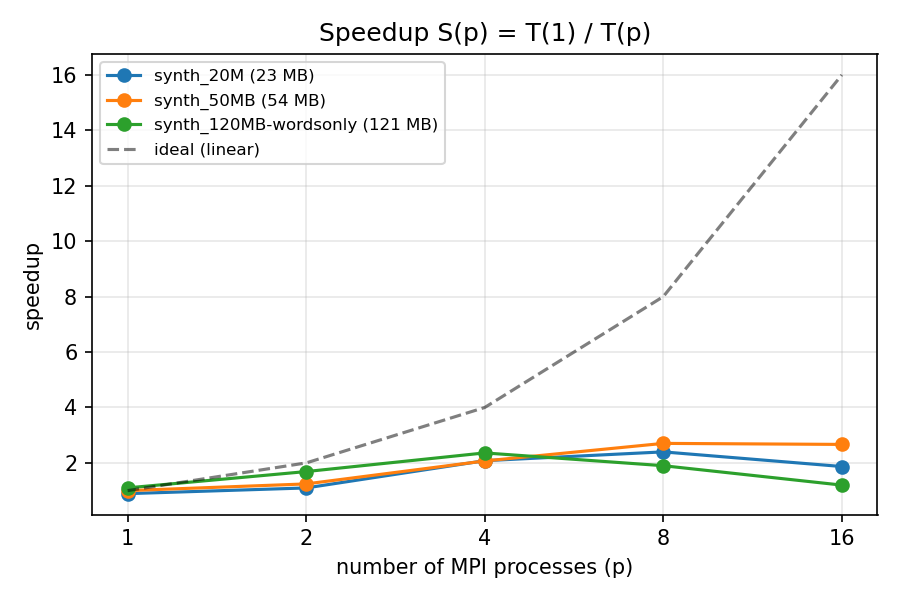 Speedup S(p) = T(1) / T(p)
synth_20M (23 MB)
synth_50MB (54 MB)
synth_120MB-wordsonly (121 MB)
ideal (linear)
speedup
16
14
12
10
8
6
4
2
1 2 4 8 16
number of MPI processes (p)